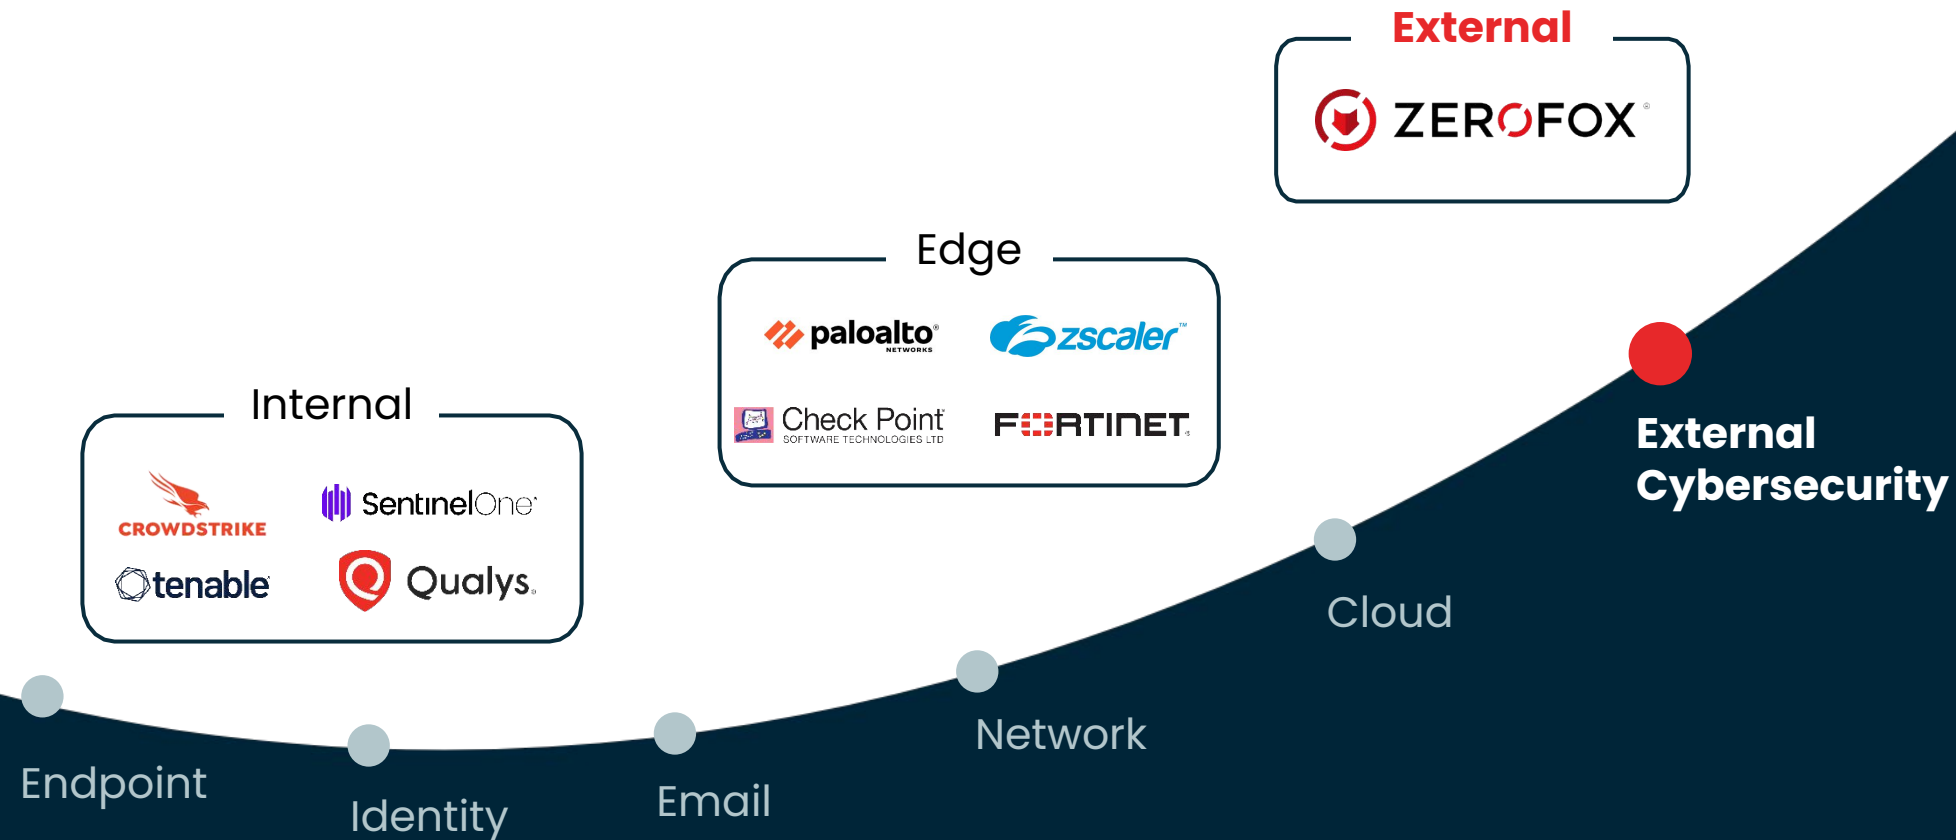 External
ZEROFOX®
Edge
paloalto®
NETWORKS
zscaler™
Check Point
SOFTWARE TECHNOLOGIES LTD
FORTINET
Internal
CROWDSTRIKE
SentinelOne
tenable
Qualys.
External
Cybersecurity
Cloud
Network
Email
Identity
Endpoint